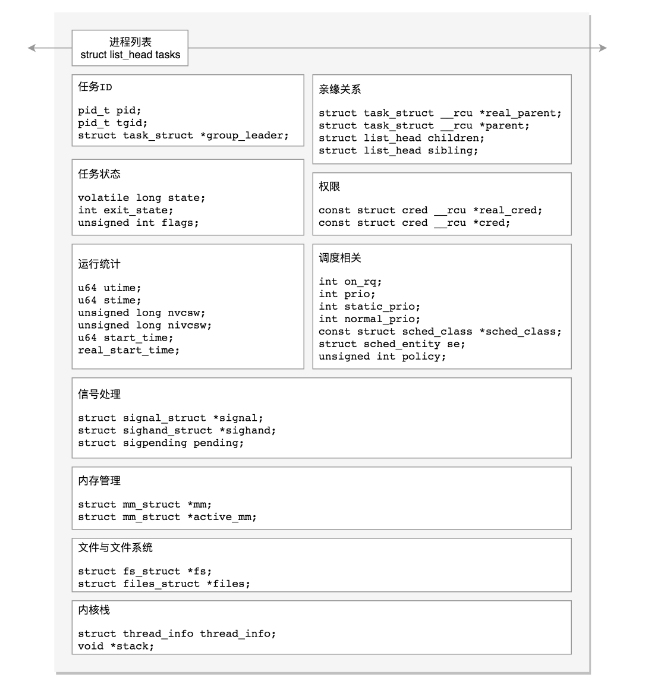 进程列表
struct list_head tasks
任务ID
pid_t pid;
pid_t tgid;
struct task_struct *group_leader;
亲缘关系
struct task_struct __rcu *real_parent;
struct task_struct __rcu *parent;
struct list_head children;
struct list_head sibling;
任务状态
volatile long state;
int exit_state;
unsigned int flags;
权限
const struct cred __rcu *real_cred;
const struct cred __rcu *cred;
运行统计
u64 utime;
u64 stime;
unsigned long nvcsw;
unsigned long nivcsw;
u64 start_time;
real_start_time;
调度相关
int on_rq;
int prio;
int static_prio;
int normal_prio;
const struct sched_class *sched_class;
struct sched_entity se;
unsigned int policy;
信号处理
struct signal_struct *signal;
struct sighand_struct *sighand;
struct sigpending pending;
内存管理
struct mm_struct *mm;
struct mm_struct *active_mm;
文件与文件系统
struct fs_struct *fs;
struct files_struct *files;
内核栈
struct thread_info thread_info;
void *stack;